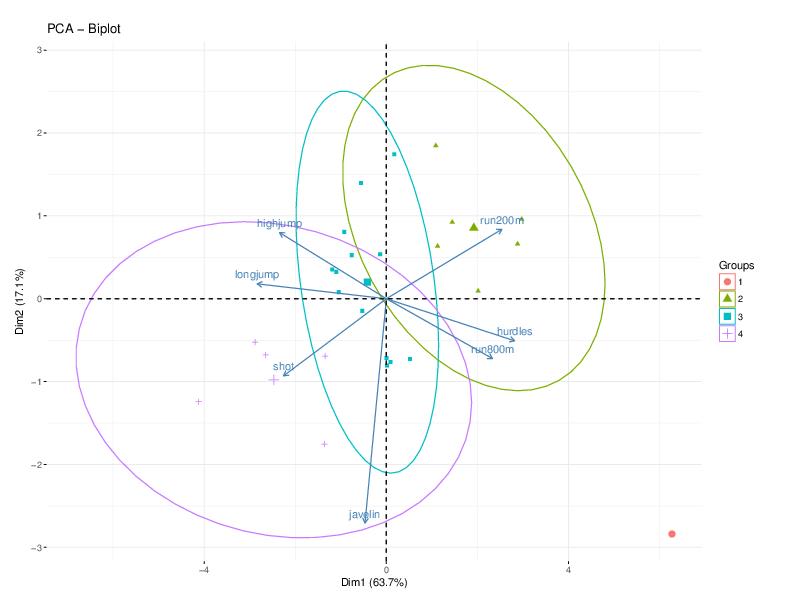 PCA − Biplot
3
2
1
0
−1
−2
−3
Dim2 (17.1%)
highjump
run200m
longjump
hurdles
run800m
shot
javelin
−4
0
4
Dim1 (63.7%)
Groups
1
2
3
4